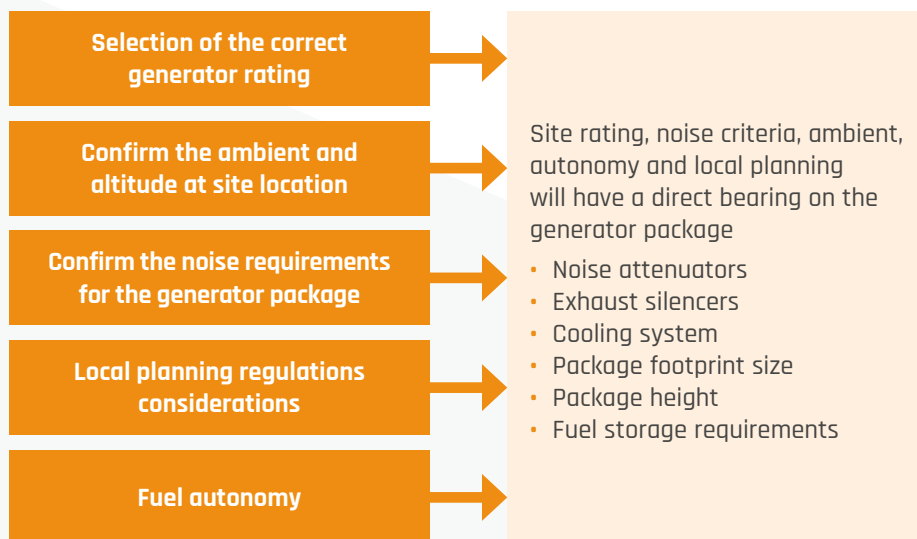 Selection of the correct
generator rating
Confirm the ambient and
altitude at site location
Confirm the noise requirements
for the generator package
Local planning regulations
considerations
Fuel autonomy
Site rating, noise criteria, ambient,
autonomy and local planning
will have a direct bearing on the
generator package
• Noise attenuators
• Exhaust silencers
• Cooling system
• Package footprint size
• Package height
• Fuel storage requirements